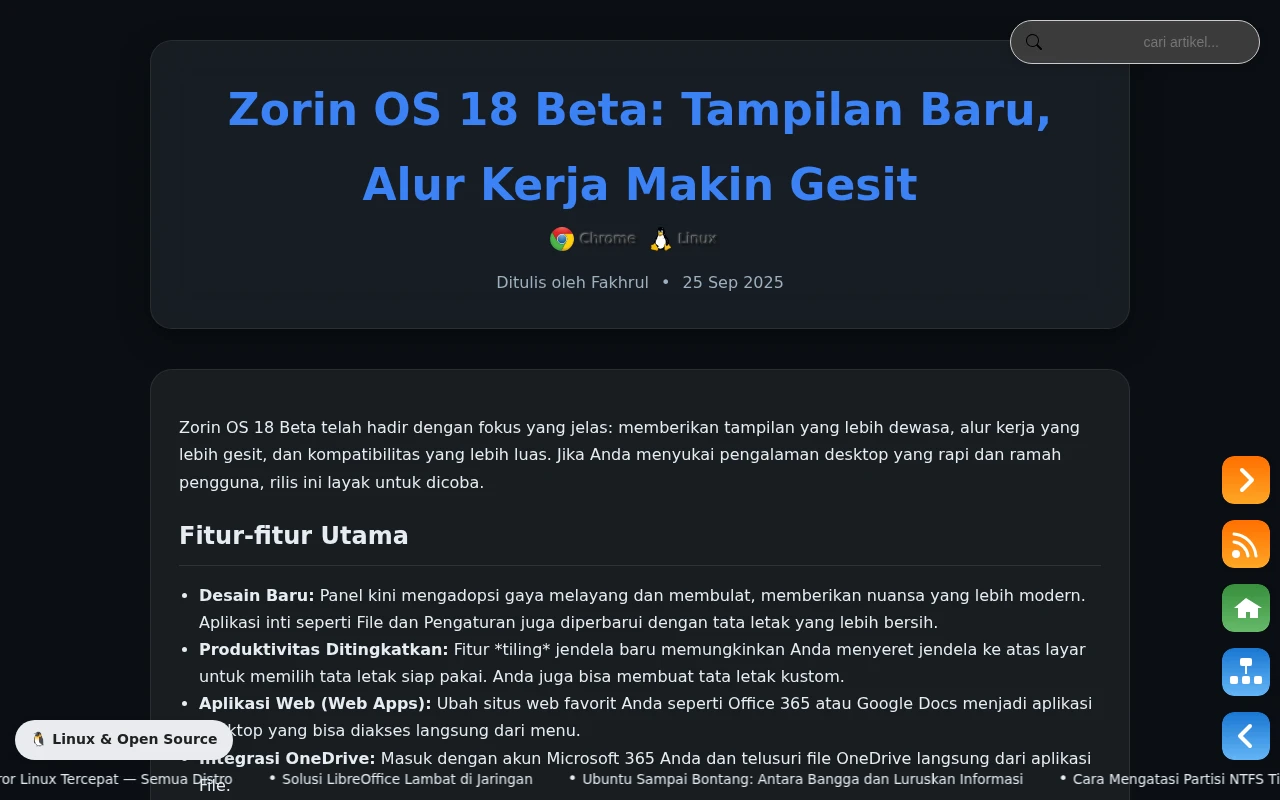 cari artikel...
Zorin OS 18 Beta: Tampilan Baru,
Alur Kerja Makin Gesit
Chrome Linux
Ditulis oleh Fakhrul • 25 Sep 2025
Zorin OS 18 Beta telah hadir dengan fokus yang jelas: memberikan tampilan yang lebih dewasa, alur kerja yang
lebih gesit, dan kompatibilitas yang lebih luas. Jika Anda menyukai pengalaman desktop yang rapi dan ramah
pengguna, rilis ini layak untuk dicoba.
Fitur-fitur Utama
• Desain Baru: Panel kini mengadopsi gaya melayang dan membulat, memberikan nuansa yang lebih modern.
Aplikasi inti seperti File dan Pengaturan juga diperbarui dengan tata letak yang lebih bersih.
• Produktivitas Ditingkatkan: Fitur *tiling* jendela baru memungkinkan Anda menyeret jendela ke atas layar
untuk memilih tata letak siap pakai. Anda juga bisa membuat tata letak kustom.
• Aplikasi Web (Web Apps): Ubah situs web favorit Anda seperti Office 365 atau Google Docs menjadi aplikasi
yang bisa diakses langsung dari menu.
Linux & Open Source
Integrasi OneDrive: Masuk dengan akun Microsoft 365 Anda dan telusuri file OneDrive langsung dari aplikasi
File.
Linux Tercepat — Semua Distro • Solusi LibreOffice Lambat di Jaringan • Ubuntu Sampai Bontang: Antara Bangga dan Luruskan Informasi • Cara Mengatasi Partisi NTFS